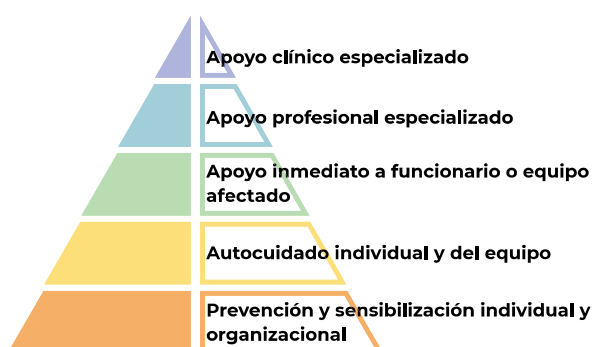 Apoyo clínico especializado
Apoyo profesional especializado
Apoyo inmediato a funcionario o equipo
afectado
Autocuidado individual y del equipo
Prevención y sensibilización individual y
organizacional